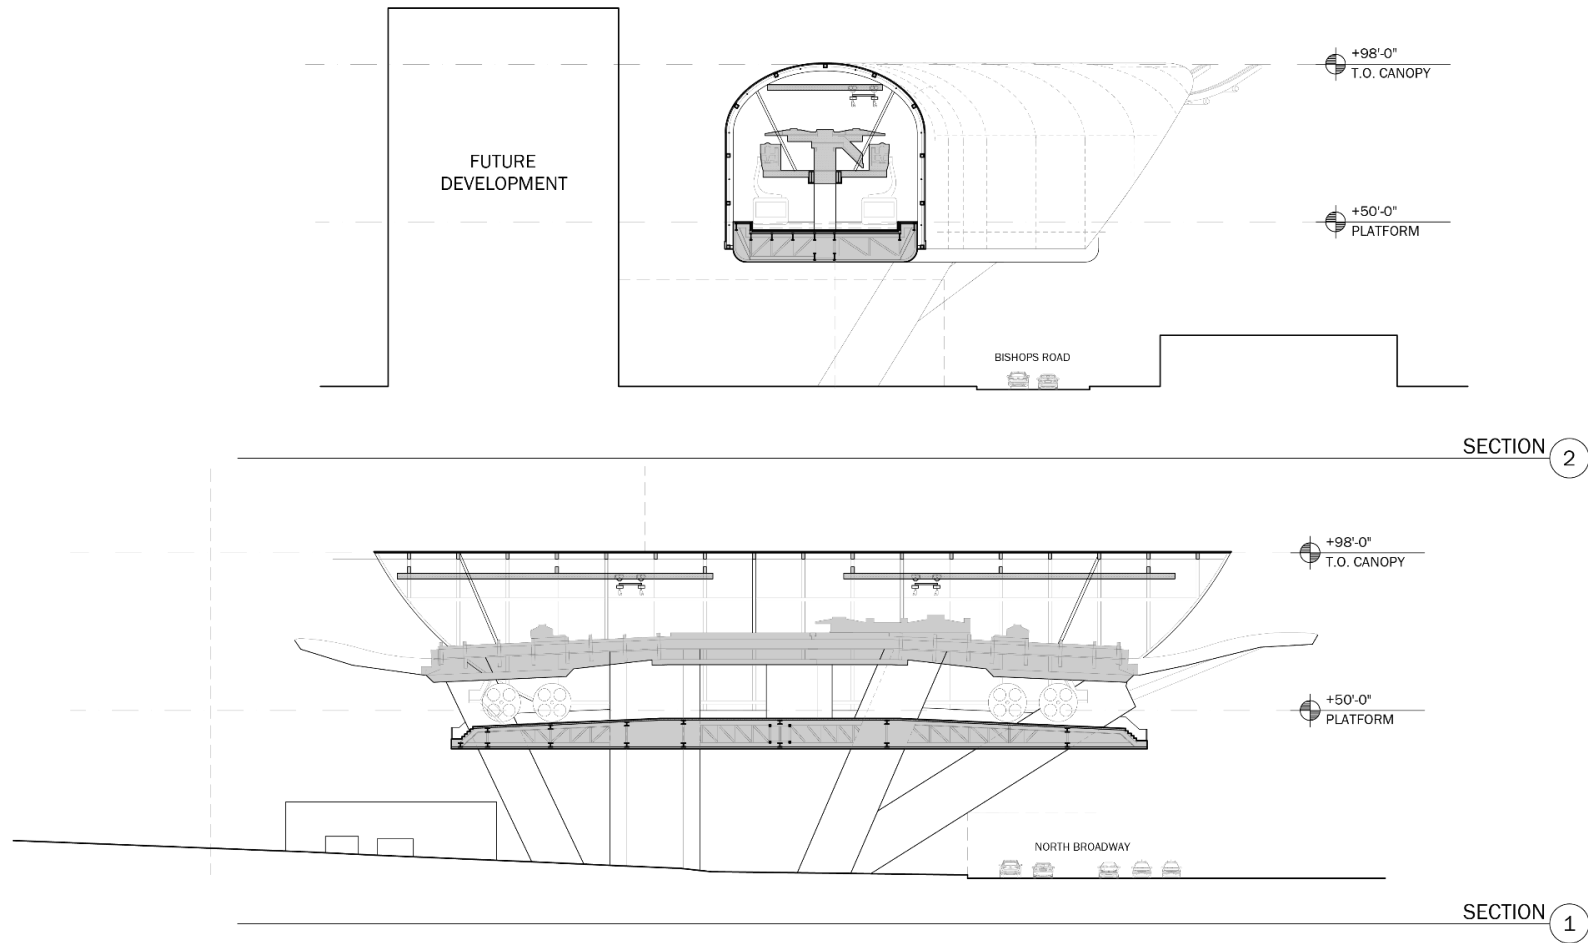 +98'-0"
T.O. CANOPY
FUTURE
DEVELOPMENT
+50'-0"
PLATFORM
BISHOPS ROAD
SECTION 2
+98'-0"
T.O. CANOPY
+50'-0"
PLATFORM
NORTH BROADWAY
SECTION 1